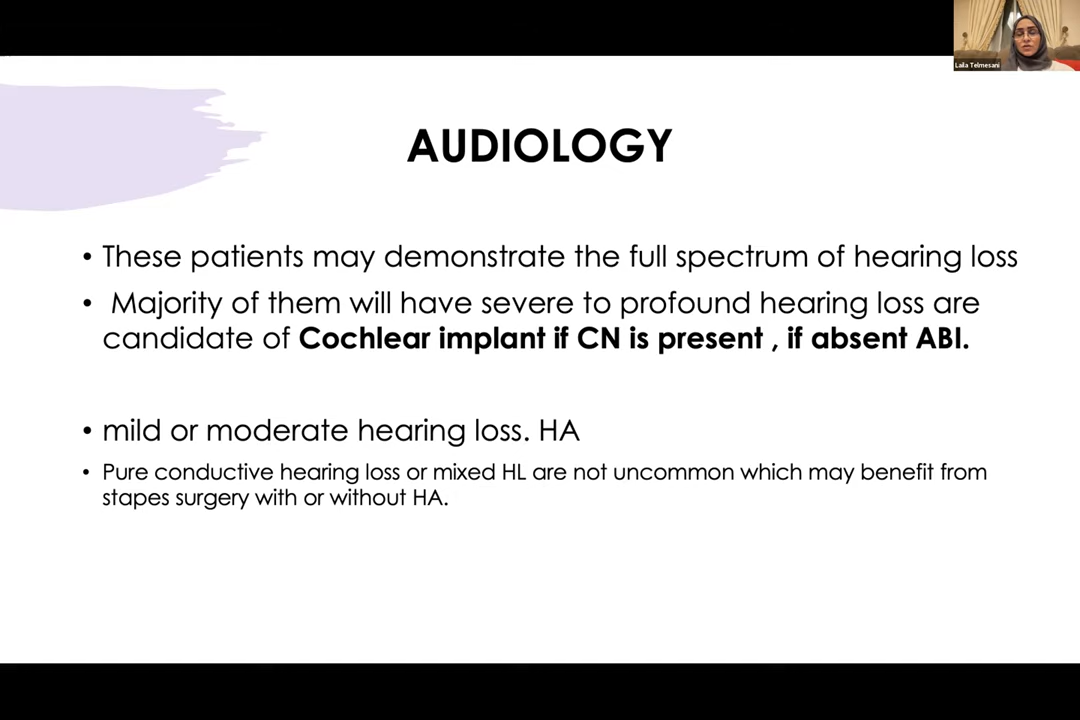 Laila Telmesani
AUDIOLOGY
• These patients may demonstrate the full spectrum of hearing loss
• Majority of them will have severe to profound hearing loss are
candidate of Cochlear implant if CN is present , if absent ABI.
• mild or moderate hearing loss. HA
• Pure conductive hearing loss or mixed HL are not uncommon which may benefit from
stapes surgery with or without HA.